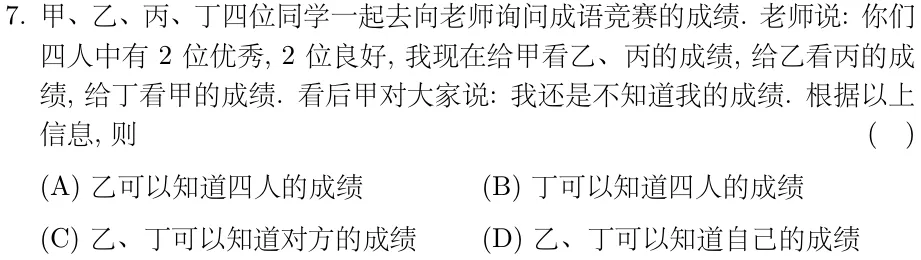 7. 甲、乙、丙、丁四位同学一起去向老师询问成语竞赛的成绩. 老师说: 你们
四人中有 2 位优秀, 2 位良好, 我现在给甲看乙、丙的成绩, 给乙看丙的成
绩, 给丁看甲的成绩. 看后甲对大家说: 我还是不知道我的成绩. 根据以上
信息, 则 ( )
(A) 乙可以知道四人的成绩 (B) 丁可以知道四人的成绩
(C) 乙、丁可以知道对方的成绩 (D) 乙、丁可以知道自己的成绩